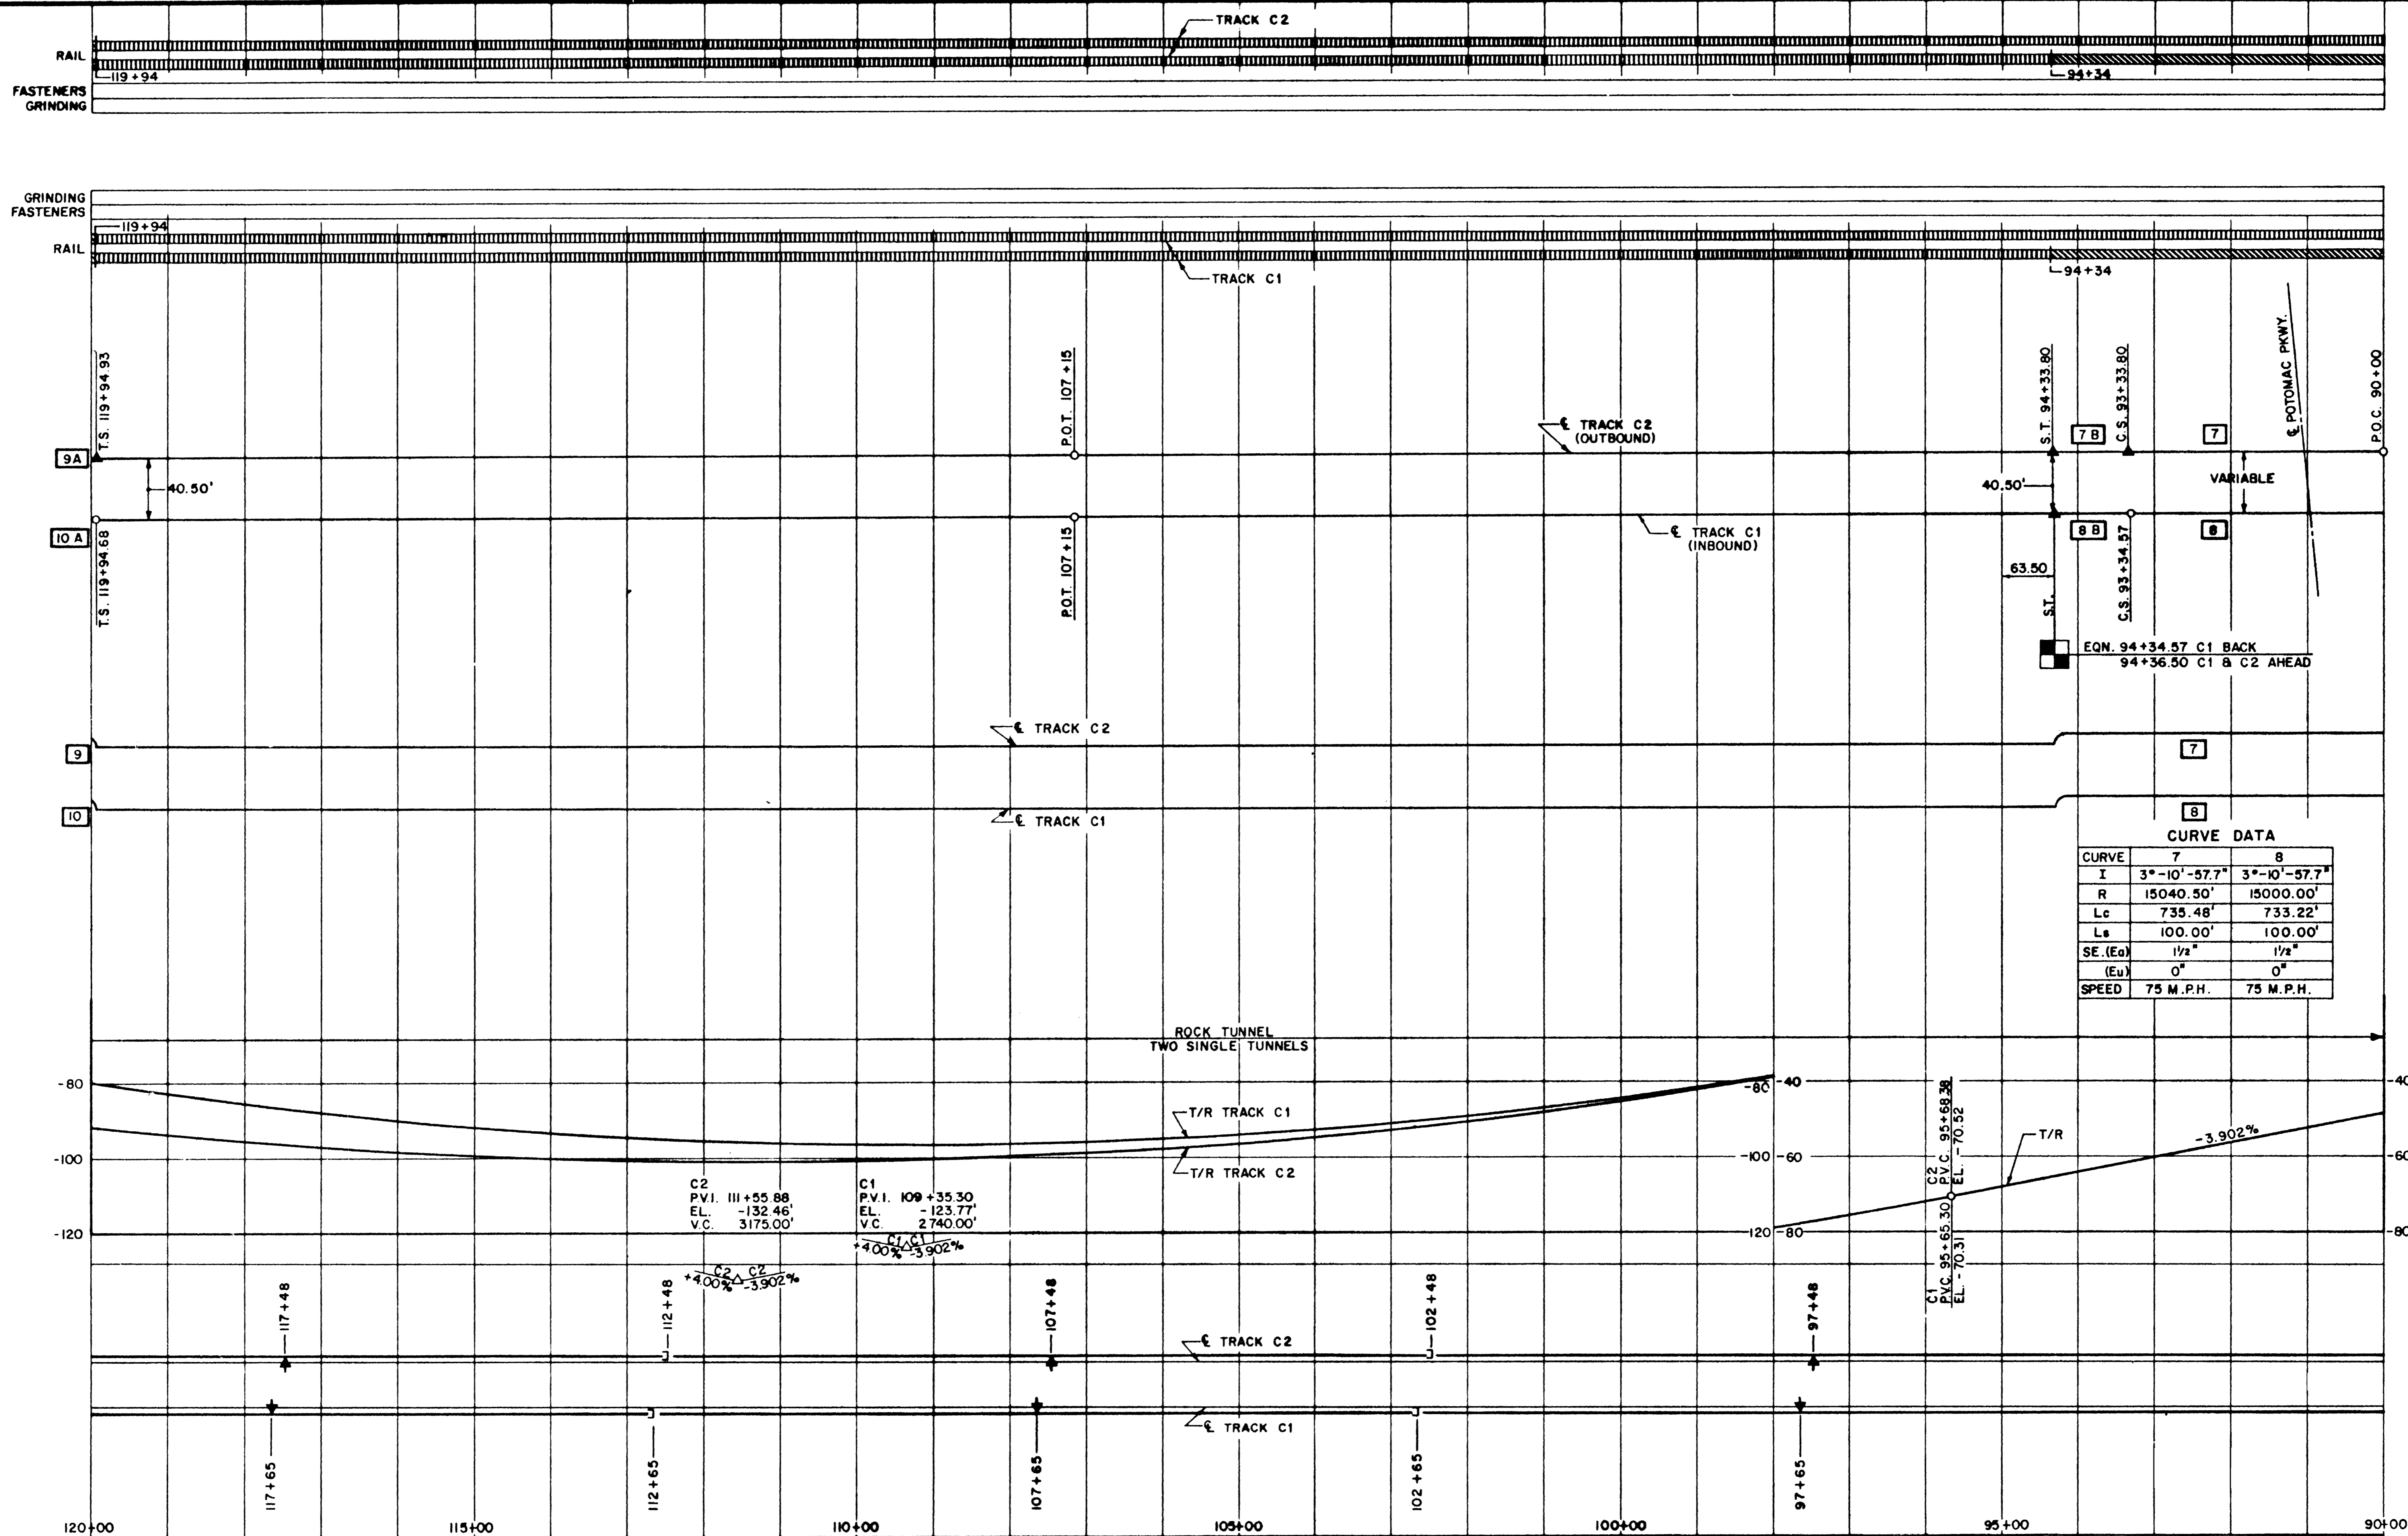 TRACK C2
RAIL
119+94
94+34
FASTENERS
GRINDING
GRINDING
FASTENERS
119+94
RAIL
94+34
TRACK C1
T.S. 119+94.93
P.O.T. 107+15
S.T. 94+33.80
C.S. 93+33.80
℄ POTOMAC PKWY.
P.O.C. 90+00
℄ TRACK C2
(OUTBOUND)
7 B
7
9A
40.50'
40.50'
VARIABLE
10 A
T.S. 119+94.68
P.O.T. 107+15
℄ TRACK C1
(INBOUND)
8 B
8
63.50
S.T.
C.S. 93+34.57
EQN. 94+34.57 C1 BACK
94+36.50 C1 & C2 AHEAD
℄ TRACK C2
9
7
10
℄ TRACK C1
8
CURVE DATA
CURVE 7 8
I 3°-10'-57.7" 3°-10'-57.7"
R 15040.50' 15000.00'
Lc 735.48' 733.22'
Ls 100.00' 100.00'
SE.(Ea) 1 1/2" 1 1/2"
(Eu) 0" 0"
SPEED 75 M.P.H. 75 M.P.H.
ROCK TUNNEL
TWO SINGLE TUNNELS
-80
-80 -40
-40
T/R TRACK C1
T/R TRACK C2
-100
-100 -60
-60
C2
P.V.C. 95+68.38
EL. -70.52
C1
P.V.C. 95+65.30
EL. -70.31
T/R
-3.902%
C2
P.V.I. 111+55.88
EL. -132.46'
V.C. 3175.00'
C1
P.V.I. 109+35.30
EL. -123.77'
V.C. 2740.00'
-120
-120 -80
-80
C1 C1
+4.00% -3.902%
C2 C2
+4.00% -3.902%
117+48
112+48
107+48
102+48
97+48
℄ TRACK C2
℄ TRACK C1
117+65
112+65
107+65
102+65
97+65
120+00
115+00
110+00
105+00
100+00
95+00
90+00